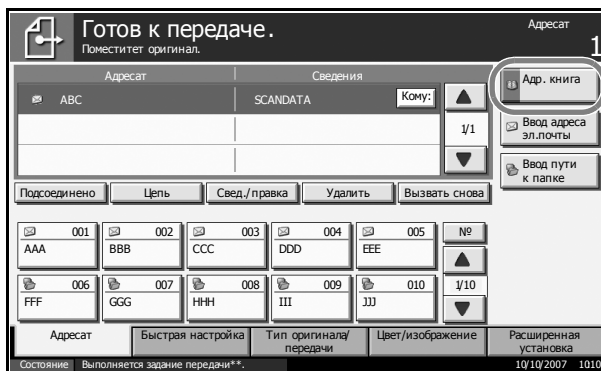 Готов к передаче.
Поместитет оригинал.
Адресат
1
Адресат Сведения
ABC SCANDATA Кому:
1/1
Адр. книга
Ввод адреса
эл.почты
Ввод пути
к папке
Подсоединено Цепь Свед./правка Удалить Вызвать снова
001 002 003 004 005 №
AAA BBB CCC DDD EEE
006 007 008 009 010 1/10
FFF GGG HHH III JJJ
Адресат Быстрая настройка Тип оригинала/
передачи Цвет/изображение Расширенная
установка
Состояние Выполняется задание передачи**. 10/10/2007 1010